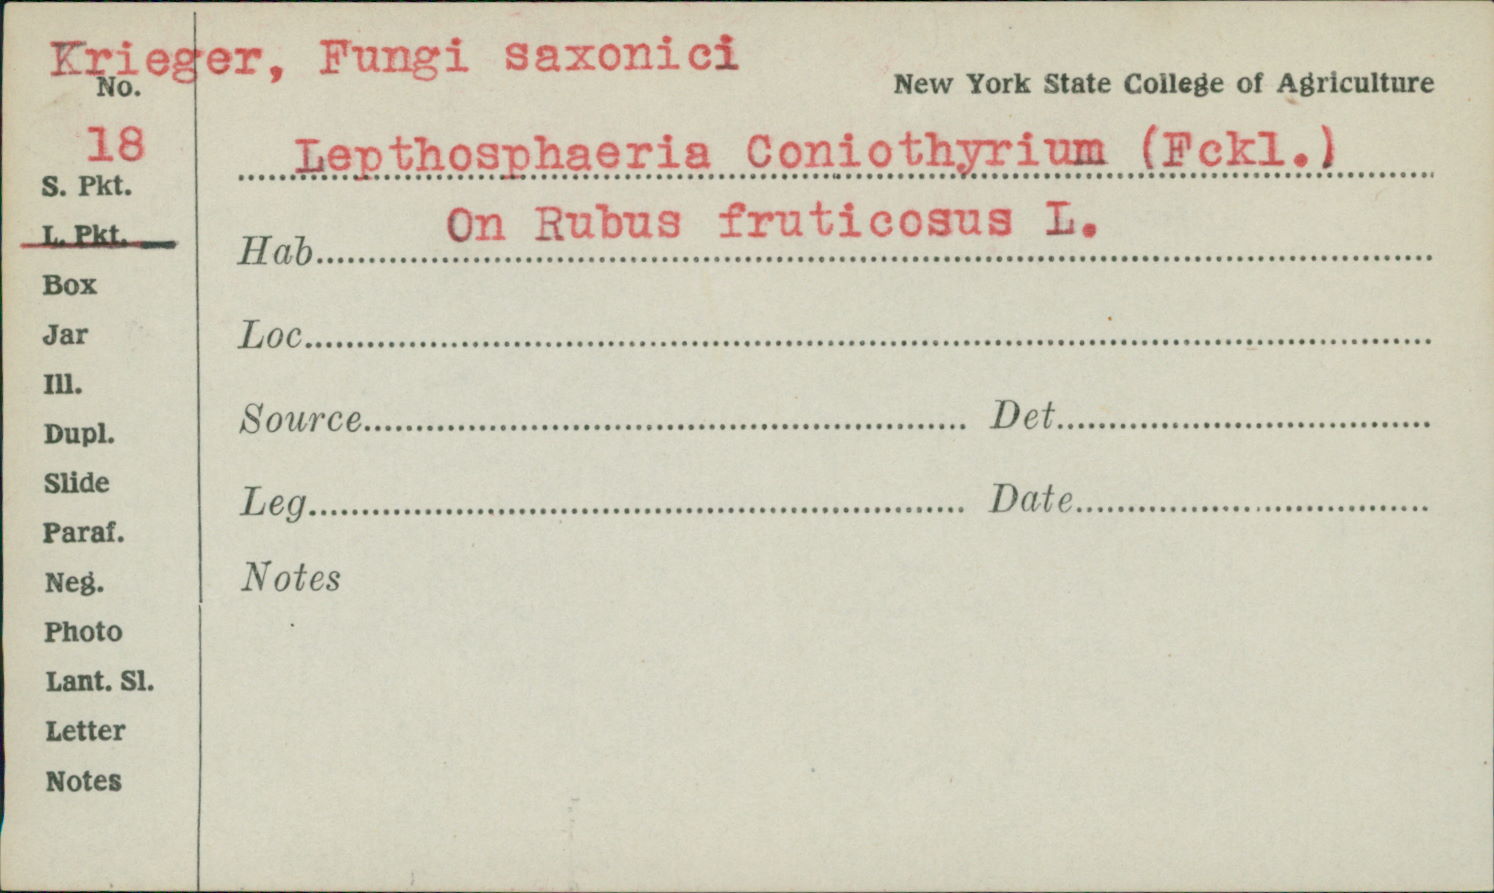 Krieger, Fungi saxonici
No.
New York State College of Agriculture
18
Lepthosphaeria Coniothyrium (Fckl.)
S. Pkt.
On Rubus fruticosus L.
L. Pkt.
Hab
Box
Jar
Loc
Ill.
Dupl.
Source Det
Slide
Leg Date
Paraf.
Neg.
Notes
Photo
Lant. Sl.
Letter
Notes